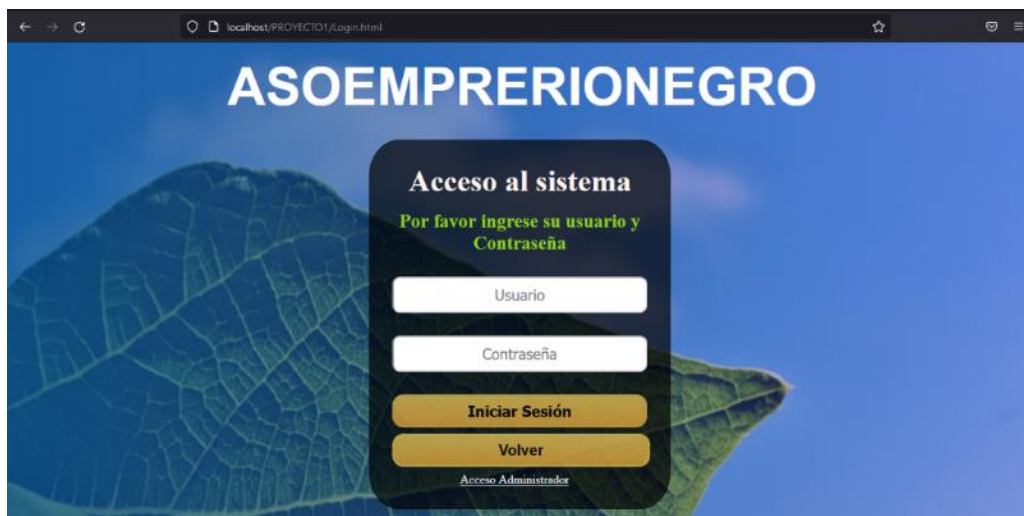 localhost/PROYECTO1/Login.html
ASOEMPRERIONEGRO
Acceso al sistema
Por favor ingrese su usuario y
Contraseña
Usuario
Contraseña
Iniciar Sesión
Volver
Acceso Administrador